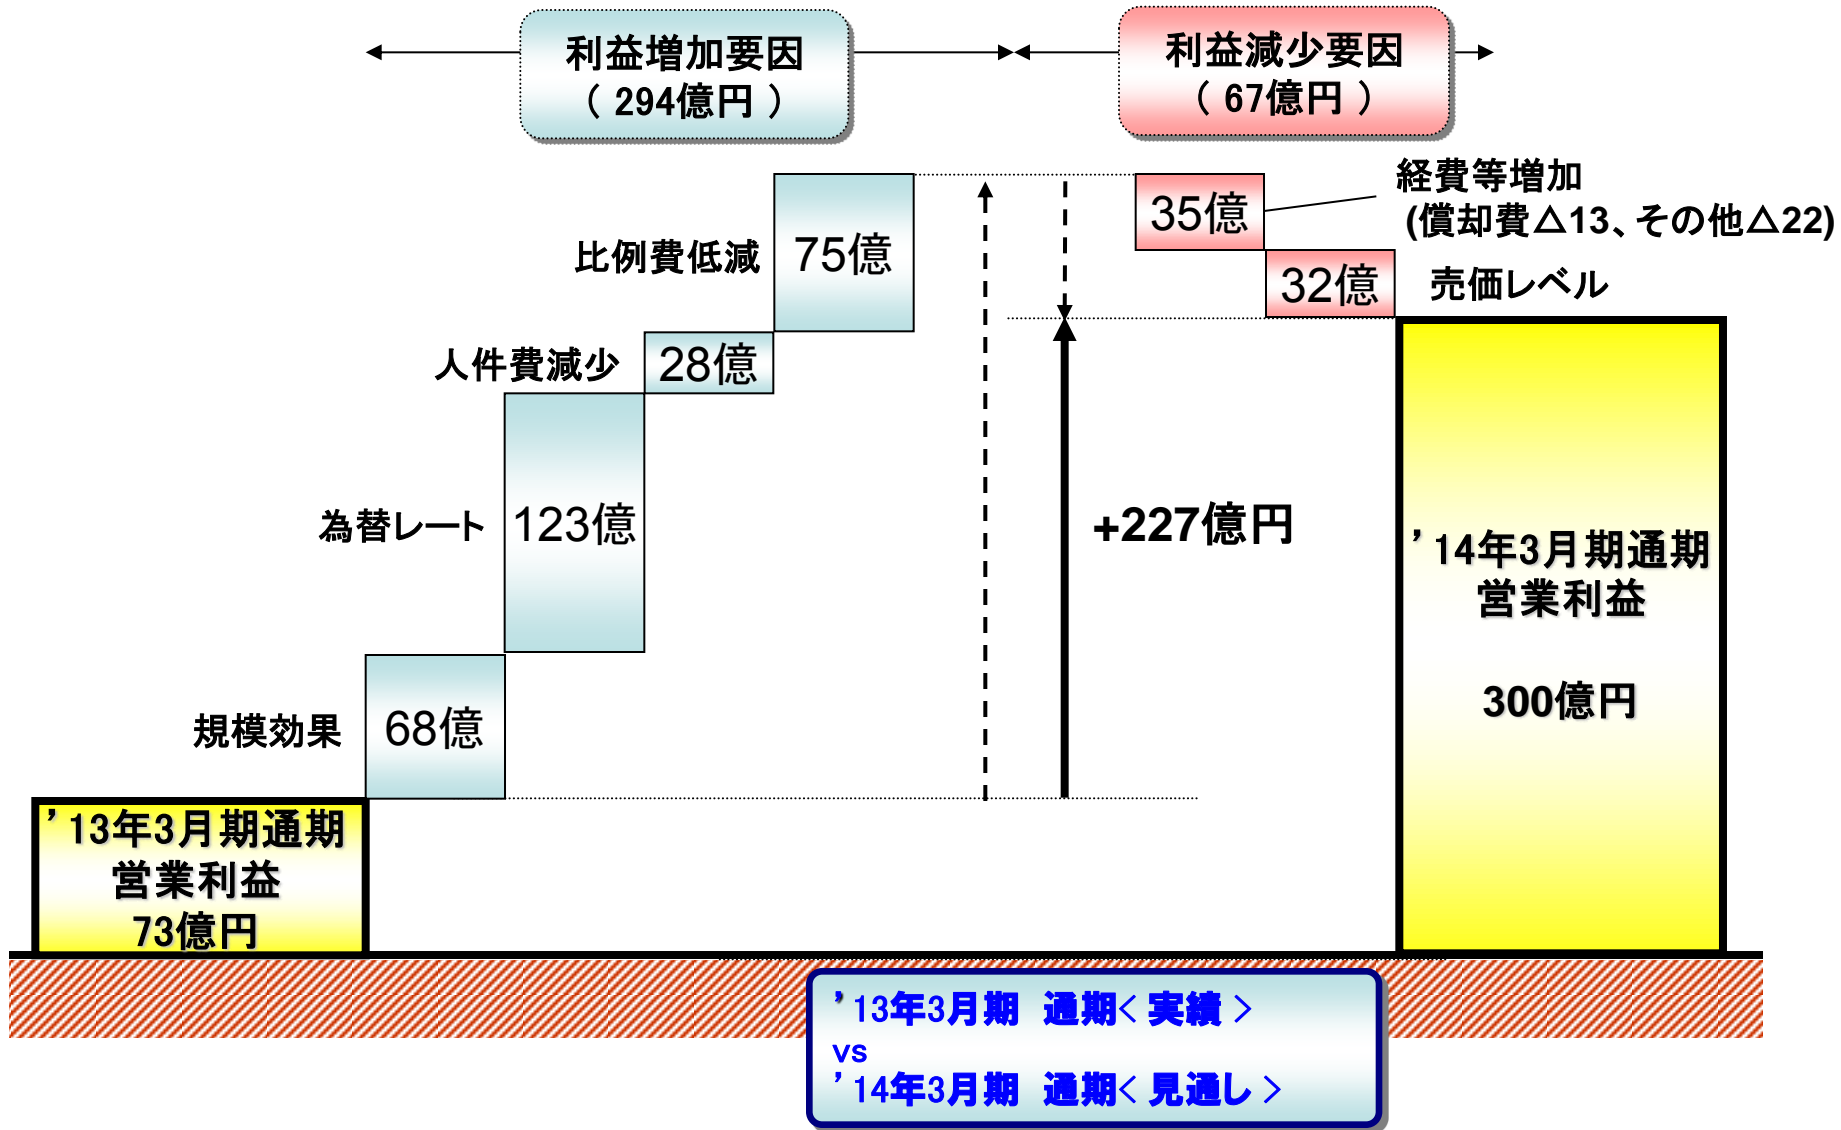 利益増加要因
( 294億円 )
利益減少要因
( 67億円 )
経費等増加
(償却費△13、その他△22)
35億
32億
売価レベル
比例費低減
75億
人件費減少
28億
為替レート
123億
+227億円
規模効果
68億
’14年3月期通期
営業利益
300億円
’13年3月期通期
営業利益
73億円
’13年3月期 通期< 実績 >
vs
’14年3月期 通期< 見通し >